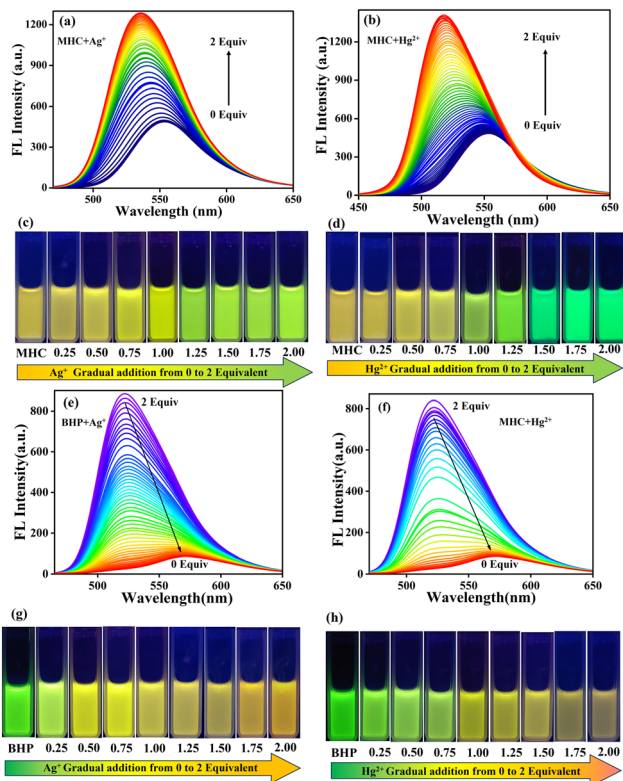 (a)
MHC+Ag⁺
2 Equiv
0 Equiv
FL Intensity (a.u.)
1200
900
600
300
0
500
550
600
650
Wavelength (nm)
(b)
MHC+Hg²⁺
2 Equiv
0 Equiv
FL Intensity (a.u.)
1200
900
600
300
0
450
500
550
600
650
Wavelength (nm)
(c)
MHC 0.25 0.50 0.75 1.00 1.25 1.50 1.75 2.00
Ag⁺ Gradual addition from 0 to 2 Equivalent
(d)
MHC 0.25 0.50 0.75 1.00 1.25 1.50 1.75 2.00
Hg²⁺ Gradual addition from 0 to 2 Equivalent
(e)
BHP+Ag⁺
2 Equiv
0 Equiv
FL Intensity(a.u.)
800
600
400
200
0
500
550
600
650
Wavelength(nm)
(f)
MHC+Hg²⁺
2 Equiv
0 Equiv
FL Intensity(a.u.)
800
700
600
500
400
300
200
100
0
500
550
600
650
Wavelength(nm)
(g)
BHP 0.25 0.50 0.75 1.00 1.25 1.50 1.75 2.00
Ag⁺ Gradual addition from 0 to 2 Equivalent
(h)
BHP 0.25 0.50 0.75 1.00 1.25 1.50 1.75 2.00
Hg²⁺ Gradual addition from 0 to 2 Equivalent